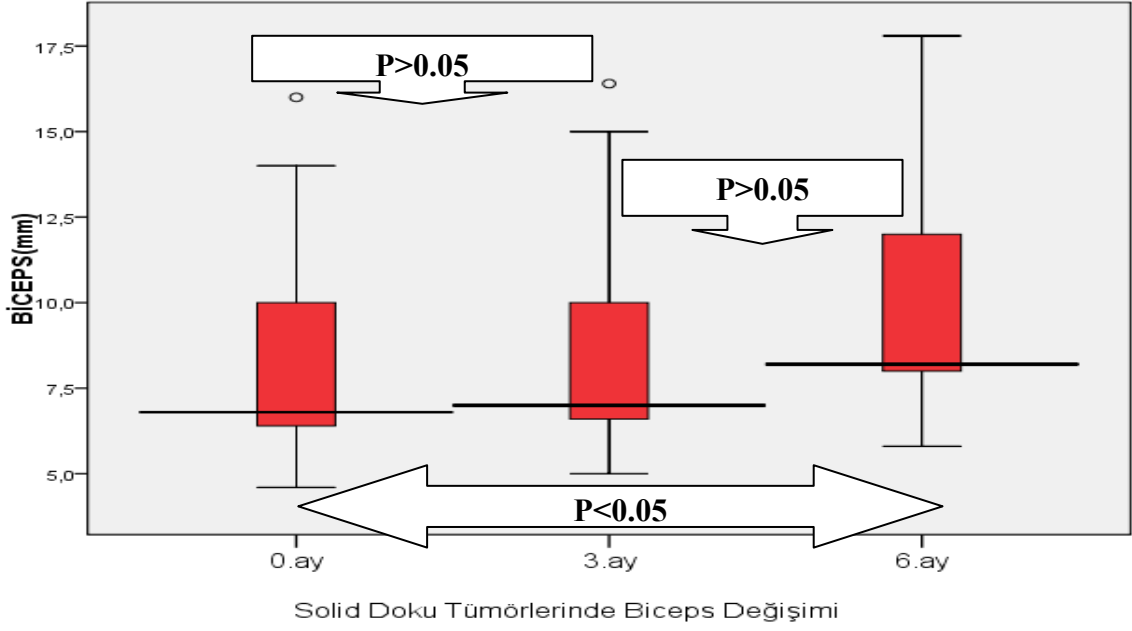 17,5
P>0.05
15,0
P>0.05
12,5
BİCEPS(mm)
10,0
7,5
5,0
P<0.05
0.ay 3.ay 6.ay
Solid Doku Tümörlerinde Biceps Değişimi